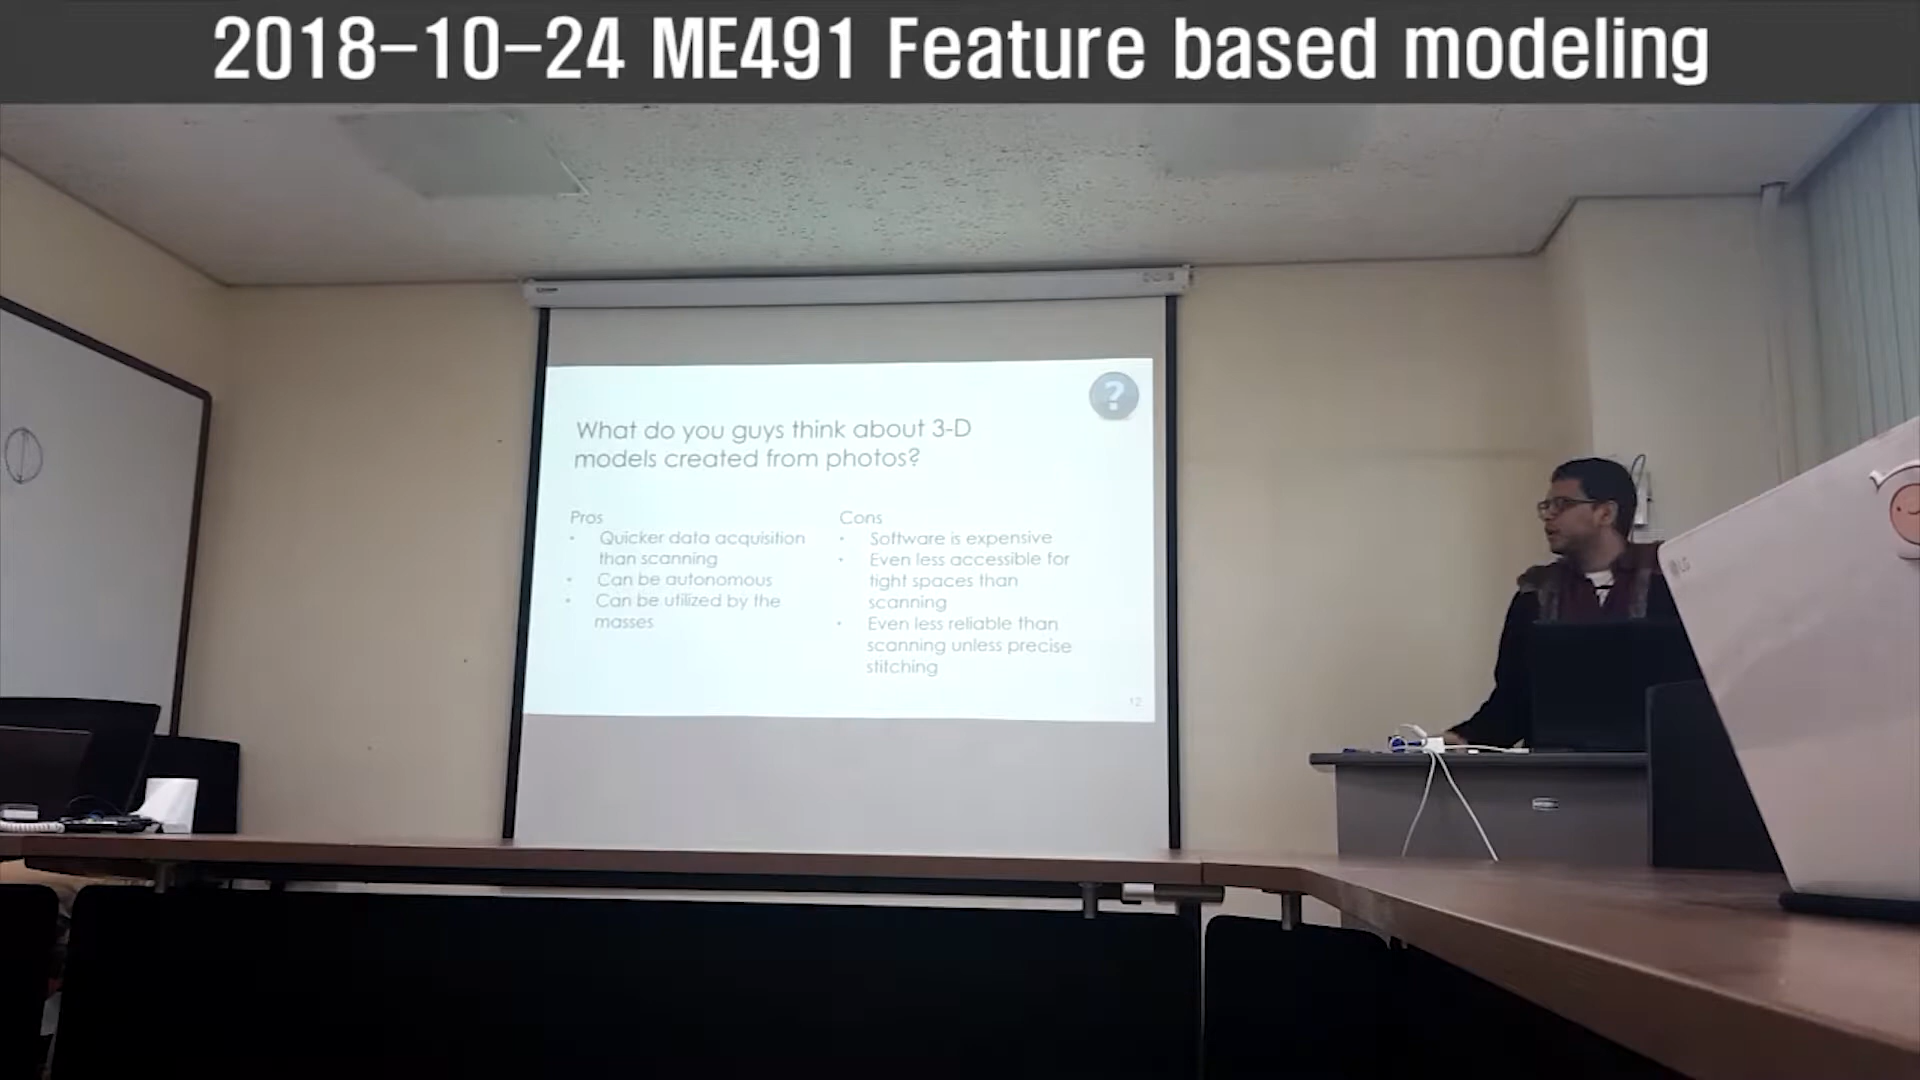 2018-10-24 ME491 Feature based modeling
?
What do you guys think about 3-D
models created from photos?
Pros
• Quicker data acquisition
than scanning
• Can be autonomous
• Can be utilized by the
masses
Cons
• Software is expensive
• Even less accessible for
tight spaces than
scanning
• Even less reliable than
scanning unless precise
stitching
12
LG